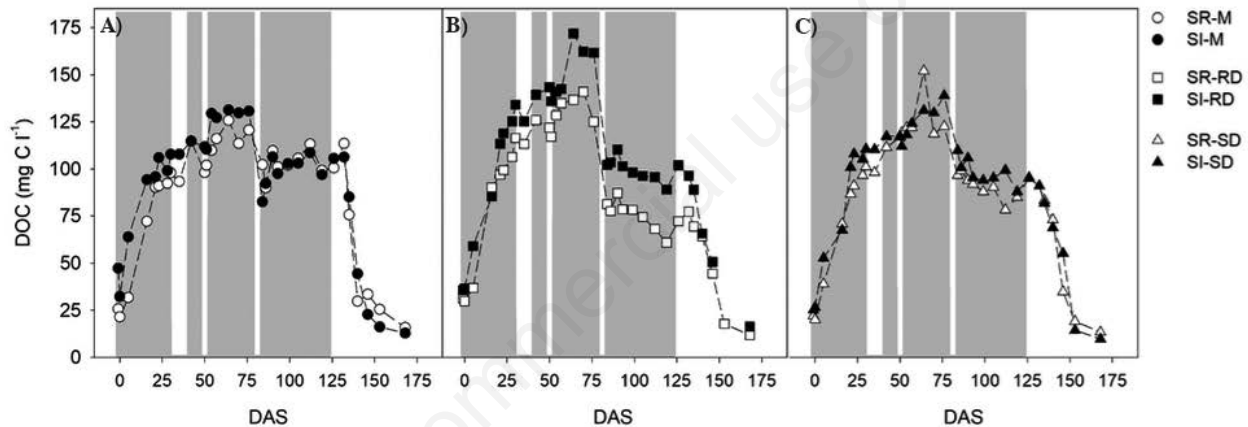 A)
B)
C)
175
150
125
100
75
50
25
0
DOC (mg C l⁻¹)
0 25 50 75 100 125 150 175
0 25 50 75 100 125 150 175
0 25 50 75 100 125 150 175
DAS
DAS
DAS
SR-M
SI-M
SR-RD
SI-RD
SR-SD
SI-SD
commercial use